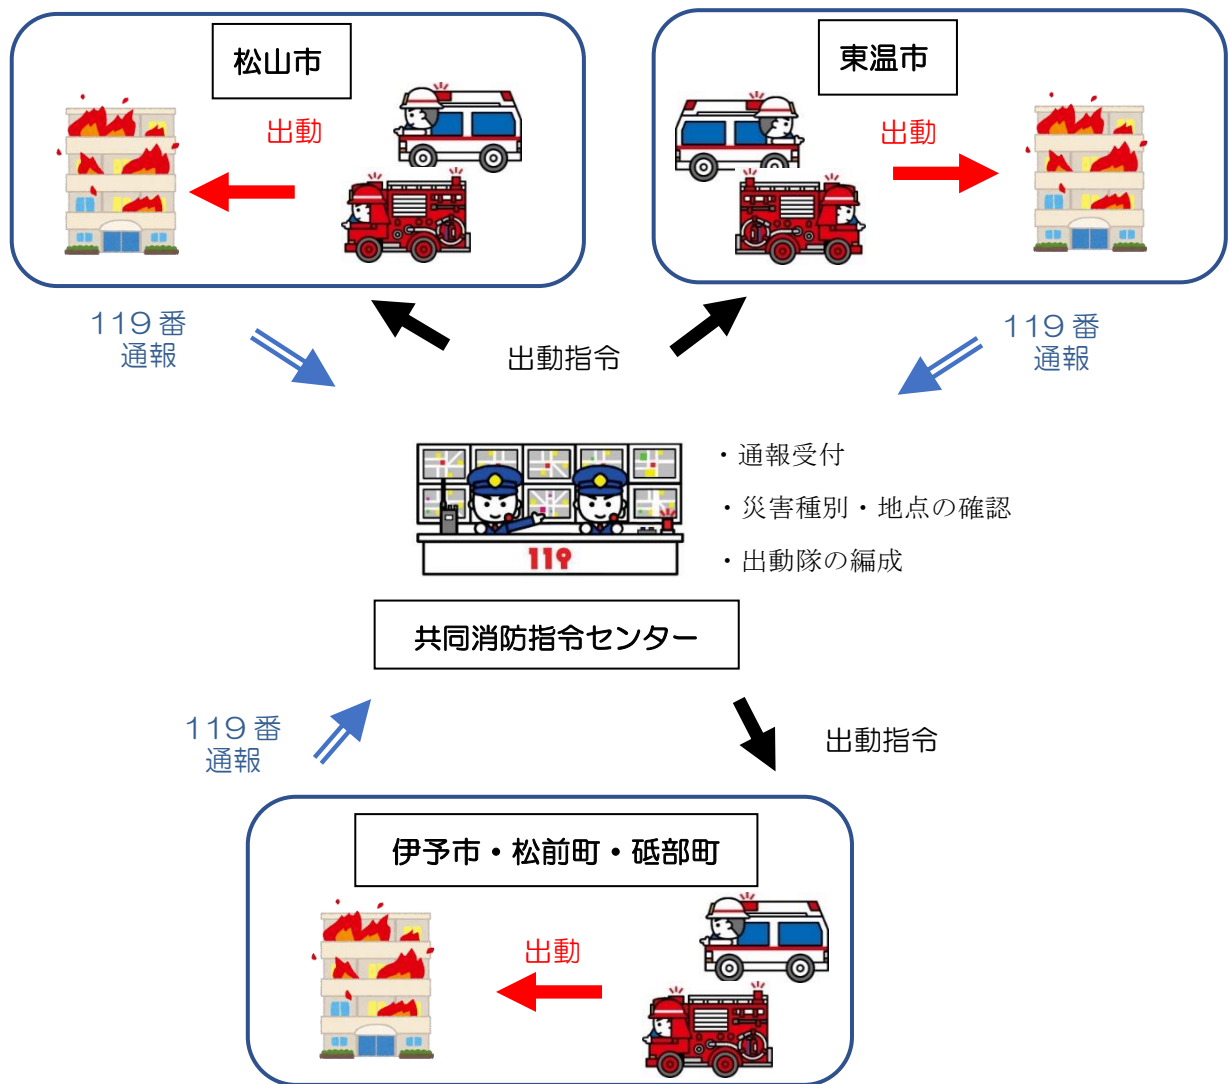 松山市
東温市
出動
出動
119番
通報
出動指令
119番
通報
・通報受付
・災害種別・地点の確認
・出動隊の編成
119
共同消防指令センター
119番
通報
出動指令
伊予市・松前町・砥部町
出動